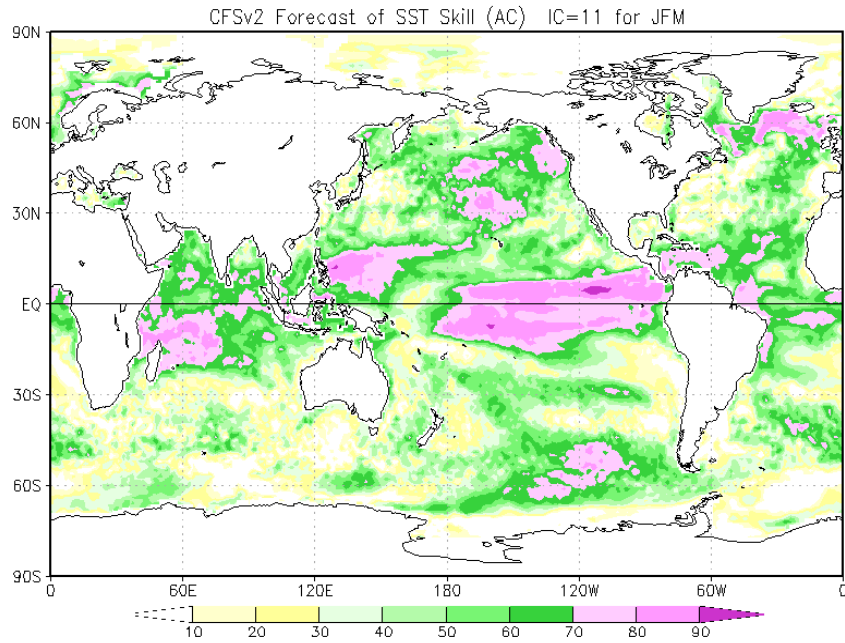 CFSv2 Forecast of SST Skill (AC) IC=11 for JFM
90N
60N
30N
EQ
30S
60S
90S
0 60E 120E 180 120W 60W 0
10 20 30 40 50 60 70 80 90